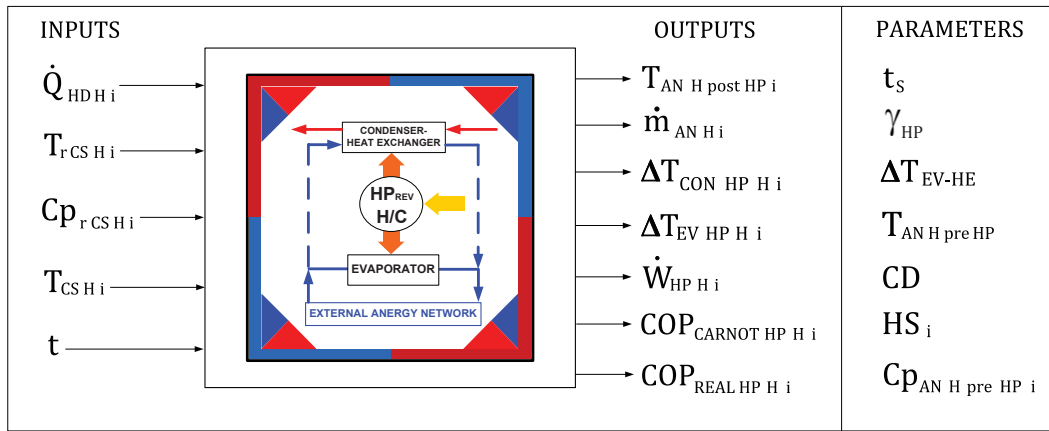 INPUTS
Q̇ HD H i
T r CS H i
Cp r CS H i
T CS H i
t
CONDENSER-
HEAT EXCHANGER
HP REV
H/C
EVAPORATOR
EXTERNAL ANERGY NETWORK
OUTPUTS
T AN H post HP i
ṁ AN H i
ΔT CON HP H i
ΔT EV HP H i
Ẇ HP H i
COP CARNOT HP H i
COP REAL HP H i
PARAMETERS
t S
γ HP
ΔT EV-HE
T AN H pre HP
CD
HS i
Cp AN H pre HP i